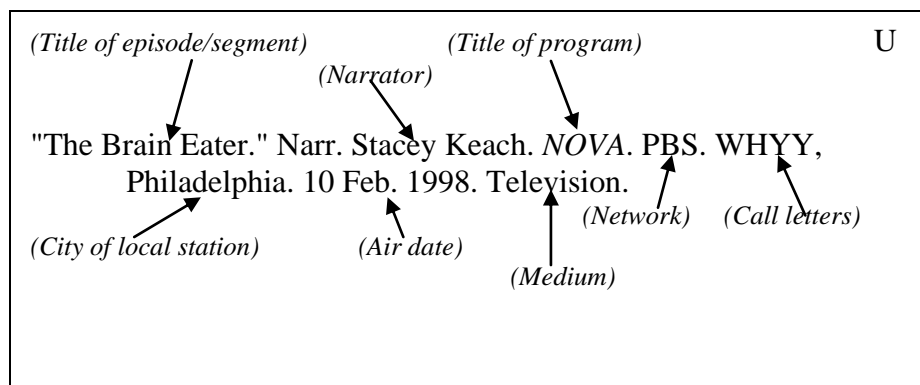 (Title of episode/segment) (Title of program) U
(Narrator)
"The Brain Eater." Narr. Stacey Keach. NOVA. PBS. WHYY,
Philadelphia. 10 Feb. 1998. Television.
(Network) (Call letters)
(City of local station) (Air date)
(Medium)